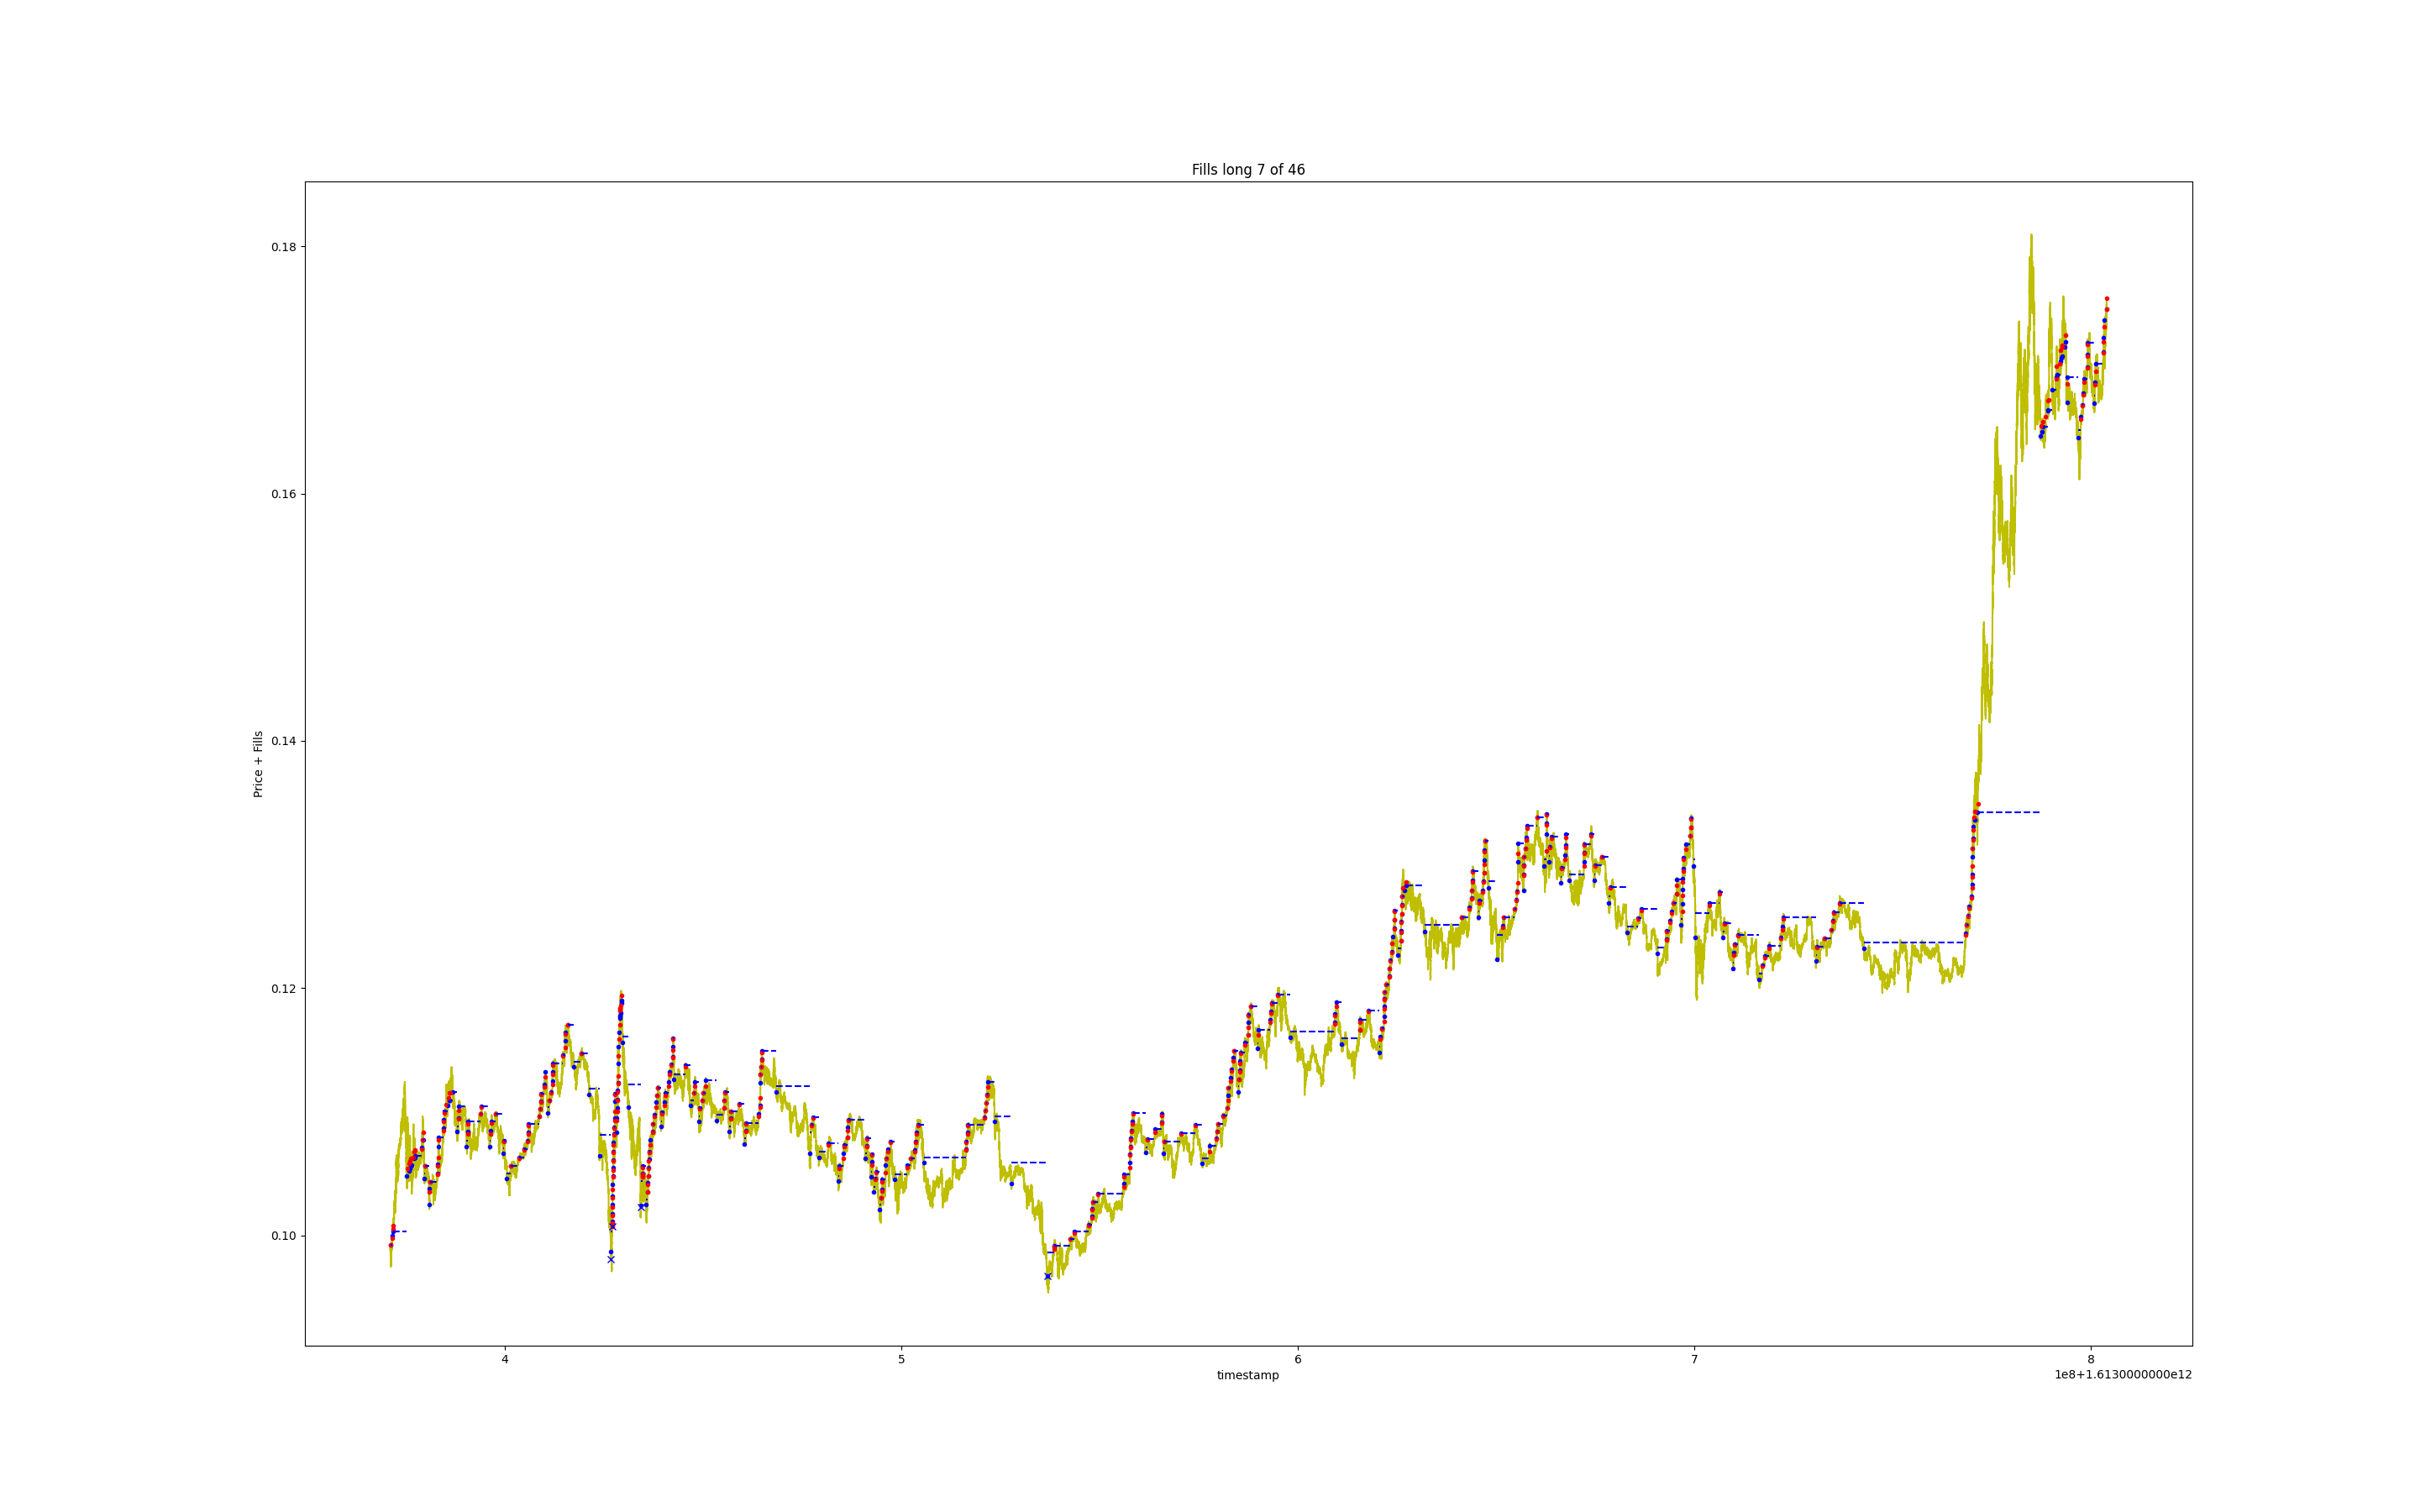 Fills long 7 of 46
0.18
0.16
0.14
0.12
0.10
Price + Fills
4 5 6 7 8
timestamp
1e8+1.6130000000e12